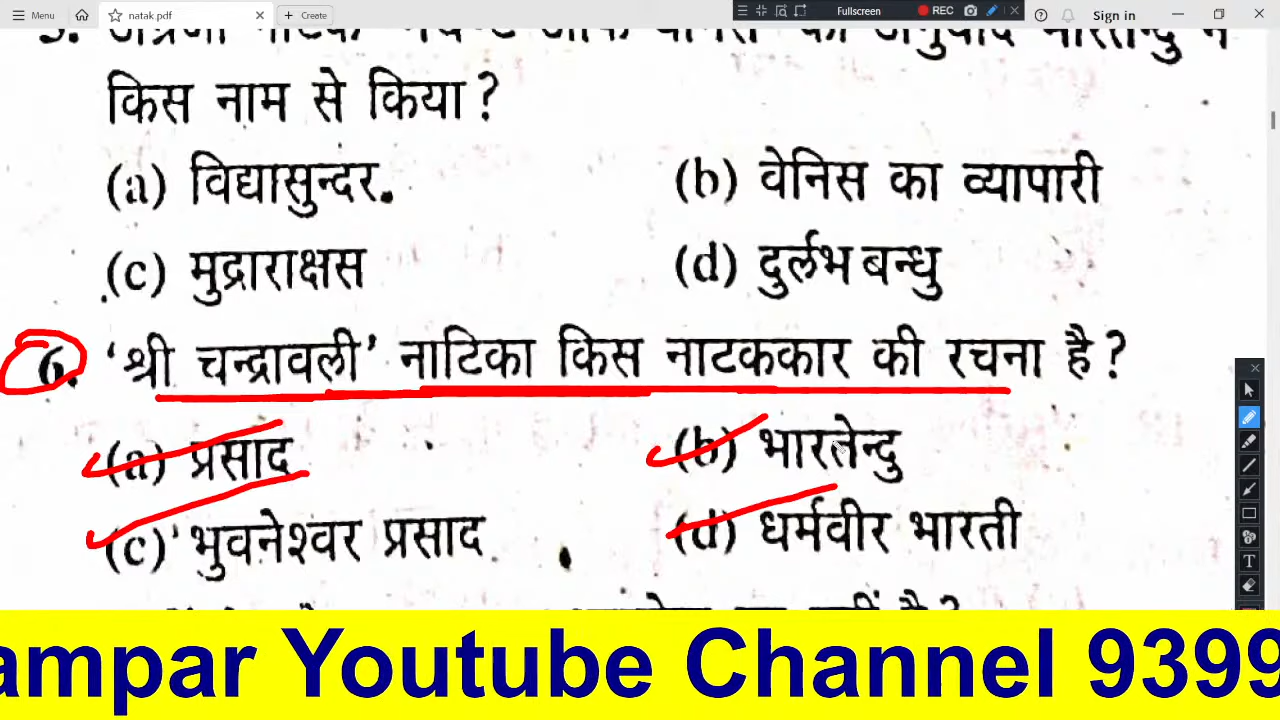 Menu
natak.pdf
+ Create
Fullscreen
REC
Sign in
किस नाम से किया?
(a) विद्यासुन्दर.
(b) वेनिस का व्यापारी
(c) मुद्राराक्षस
(d) दुर्लभ बन्धु
6. 'श्री चन्द्रावली' नाटिका किस नाटककार की रचना है?
(a) प्रसाद
(b) भारतेन्दु
(c) भुवनेश्वर प्रसाद
(d) धर्मवीर भारती
ampar Youtube Channel 9399